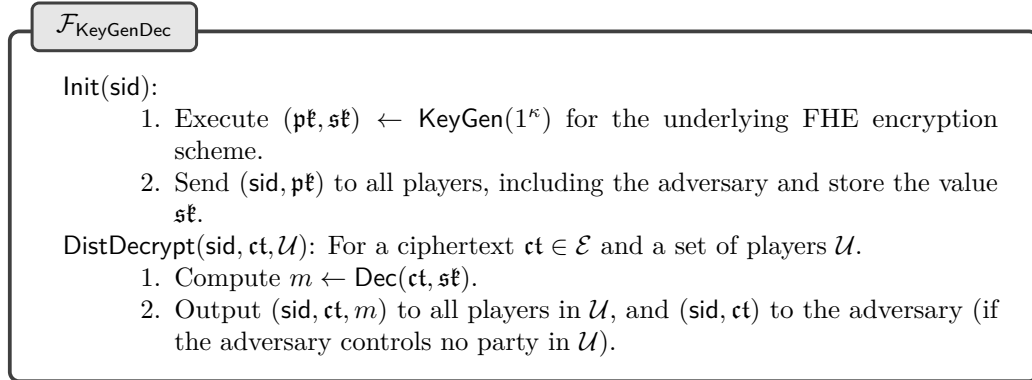 ℱ_KeyGenDec
Init(sid):
1. Execute (𝔭𝔨, 𝔰𝔨) ← KeyGen(1^κ) for the underlying FHE encryption
scheme.
2. Send (sid, 𝔭𝔨) to all players, including the adversary and store the value
𝔰𝔨.
DistDecrypt(sid, 𝔠𝔱, 𝒰): For a ciphertext 𝔠𝔱 ∈ ℰ and a set of players 𝒰.
1. Compute m ← Dec(𝔠𝔱, 𝔰𝔨).
2. Output (sid, 𝔠𝔱, m) to all players in 𝒰, and (sid, 𝔠𝔱) to the adversary (if
the adversary controls no party in 𝒰).